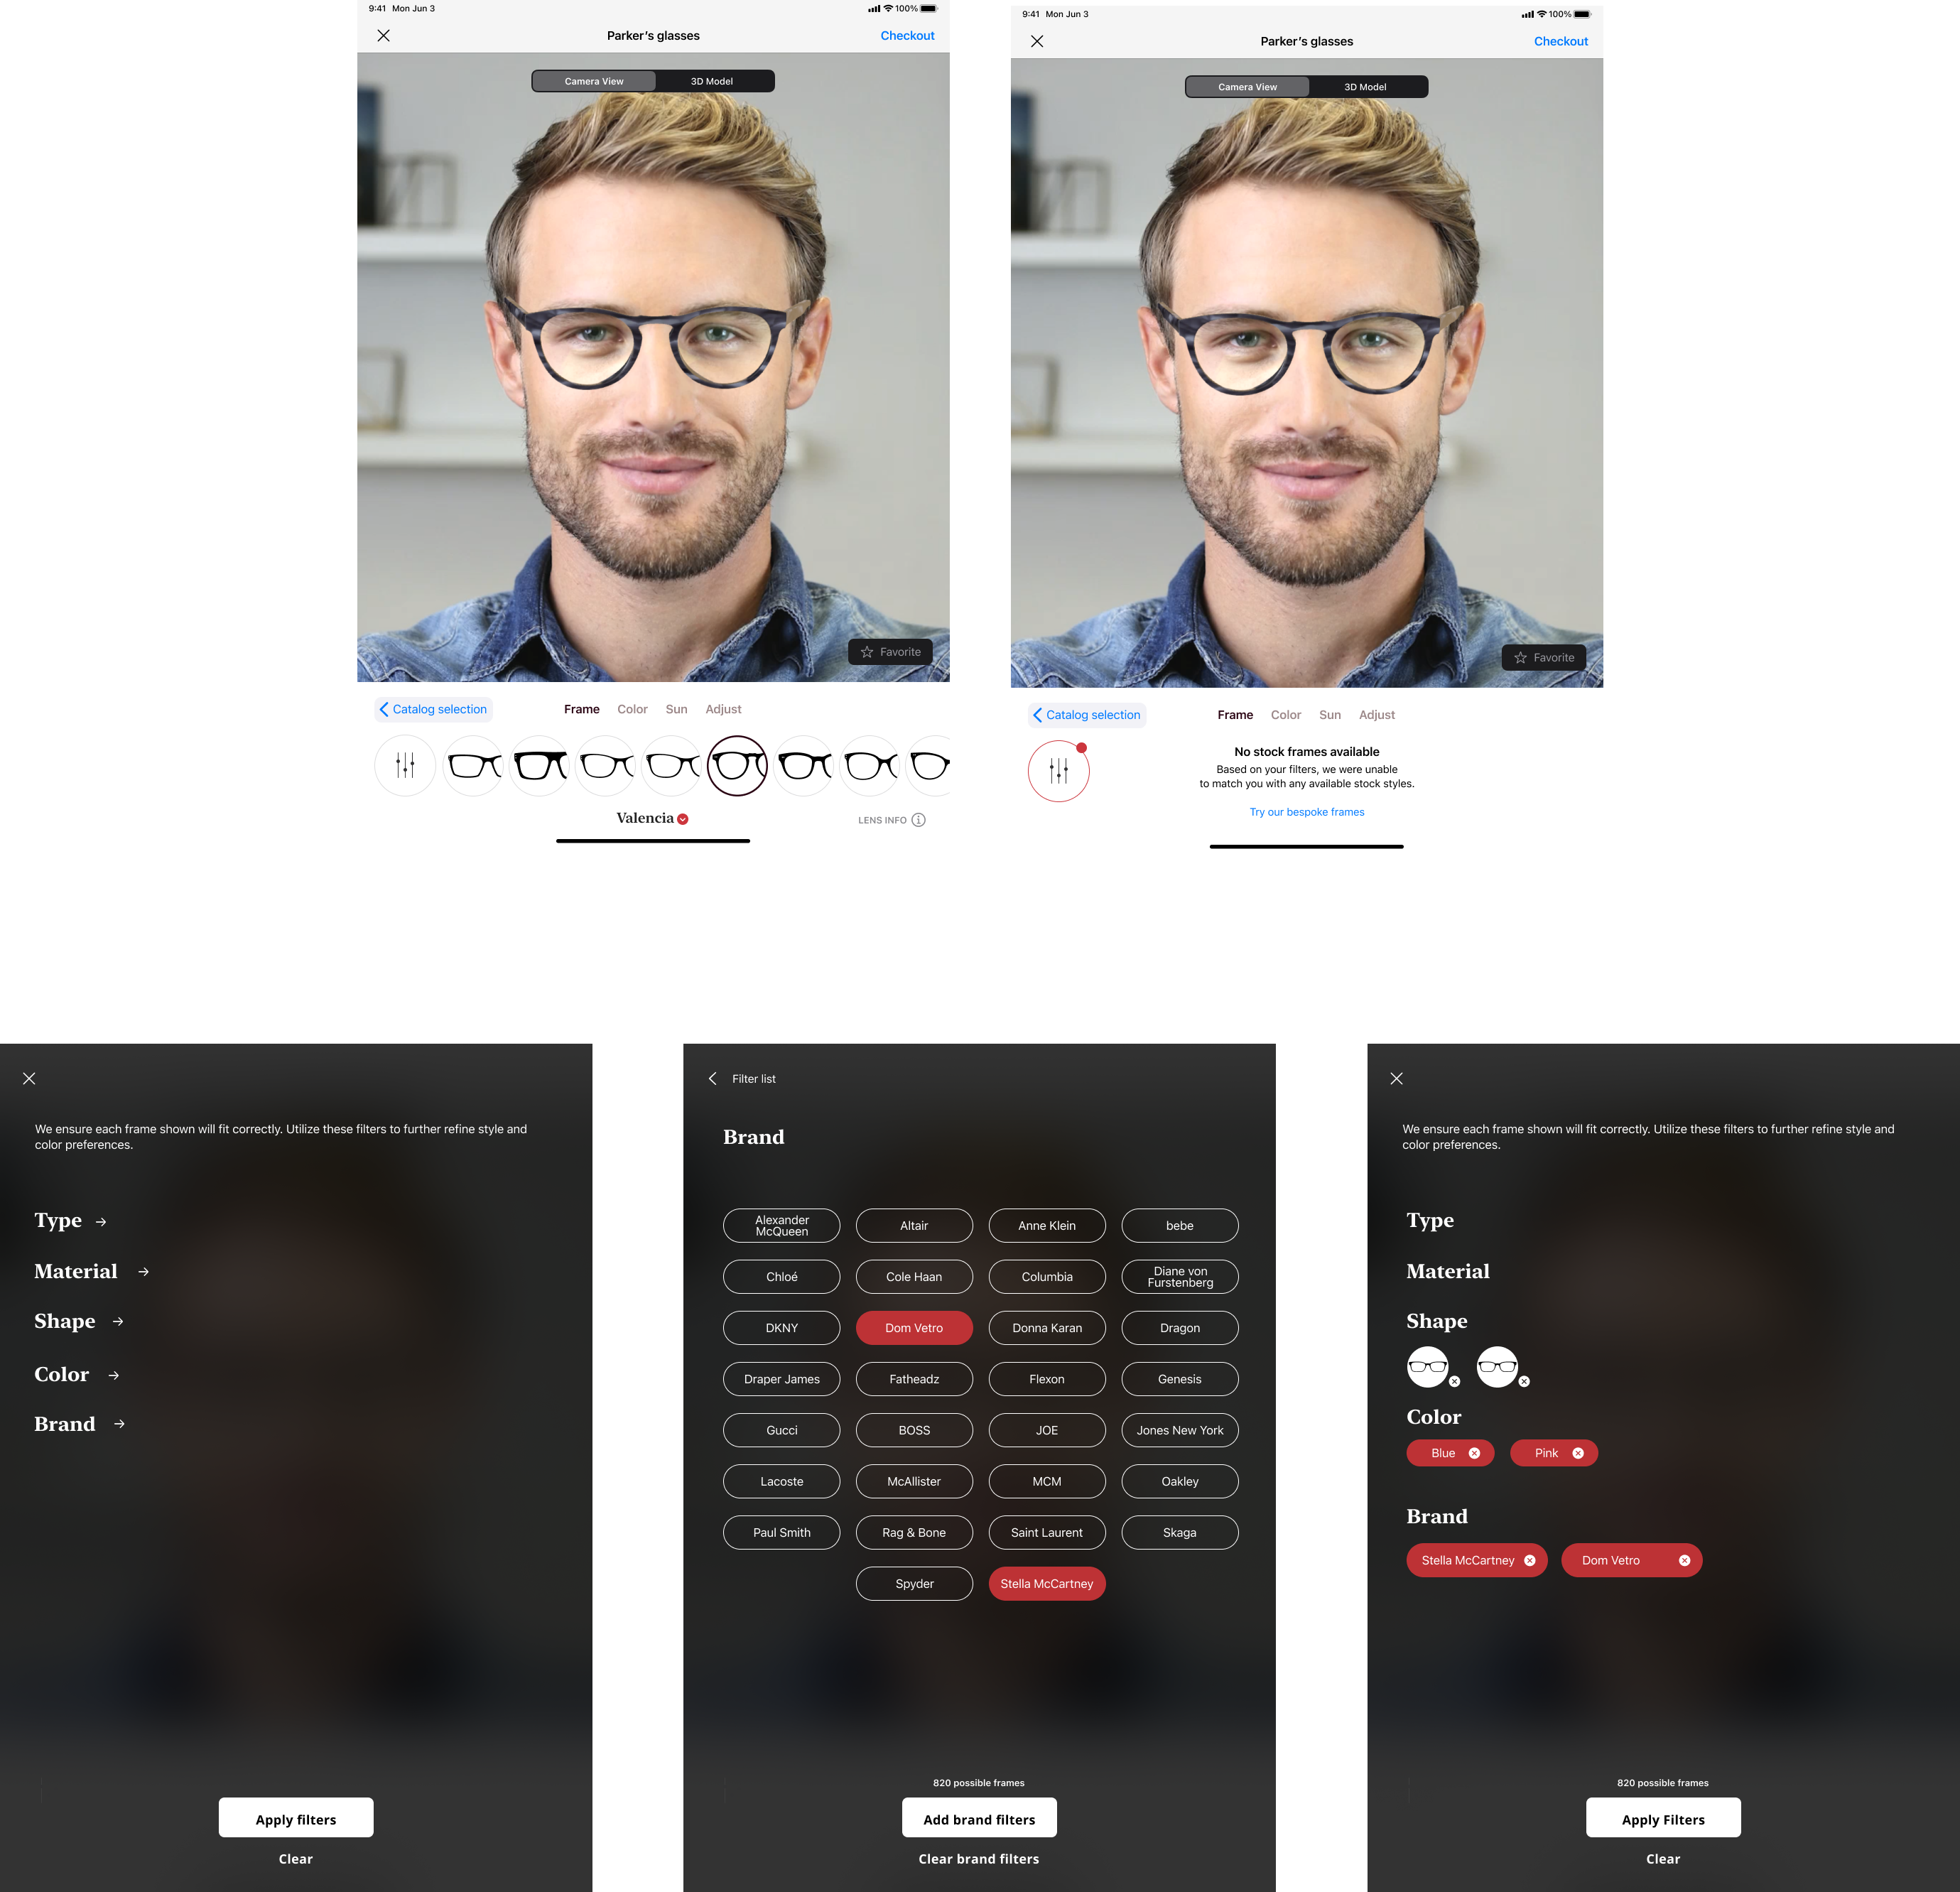 9:41 Mon Jun 3
100%
Parker’s glasses
Checkout
Camera View
3D Model
Favorite
Catalog selection
Frame
Color
Sun
Adjust
Valencia
LENS INFO
9:41 Mon Jun 3
100%
Parker’s glasses
Checkout
Camera View
3D Model
Favorite
Catalog selection
Frame
Color
Sun
Adjust
No stock frames available
Based on your filters, we were unable
to match you with any available stock styles.
Try our bespoke frames
We ensure each frame shown will fit correctly. Utilize these filters to further refine style and
color preferences.
Type
Material
Shape
Color
Brand
Apply filters
Clear
Filter list
Brand
Alexander
McQueen
Altair
Anne Klein
bebe
Chloé
Cole Haan
Columbia
Diane von
Furstenberg
DKNY
Dom Vetro
Donna Karan
Dragon
Draper James
Fatheadz
Flexon
Genesis
Gucci
BOSS
JOE
Jones New York
Lacoste
McAllister
MCM
Oakley
Paul Smith
Rag & Bone
Saint Laurent
Skaga
Spyder
Stella McCartney
820 possible frames
Add brand filters
Clear brand filters
We ensure each frame shown will fit correctly. Utilize these filters to further refine style and
color preferences.
Type
Material
Shape
Color
Blue
Pink
Brand
Stella McCartney
Dom Vetro
820 possible frames
Apply Filters
Clear